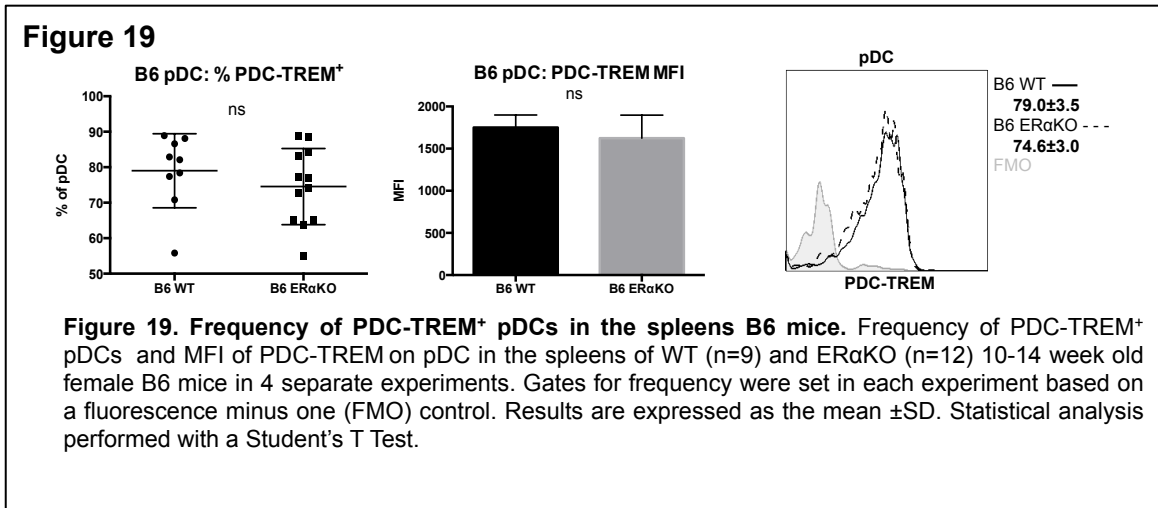 Figure 19
B6 pDC: % PDC-TREM⁺
ns
% of pDC
100
90
80
70
60
50
B6 WT
B6 ERαKO
B6 pDC: PDC-TREM MFI
ns
MFI
2000
1500
1000
500
0
B6 WT
B6 ERαKO
pDC
B6 WT
79.0±3.5
B6 ERαKO
74.6±3.0
FMO
PDC-TREM
Figure 19. Frequency of PDC-TREM⁺ pDCs in the spleens B6 mice. Frequency of PDC-TREM⁺
pDCs and MFI of PDC-TREM on pDC in the spleens of WT (n=9) and ERαKO (n=12) 10-14 week old
female B6 mice in 4 separate experiments. Gates for frequency were set in each experiment based on
a fluorescence minus one (FMO) control. Results are expressed as the mean ±SD. Statistical analysis
performed with a Student's T Test.